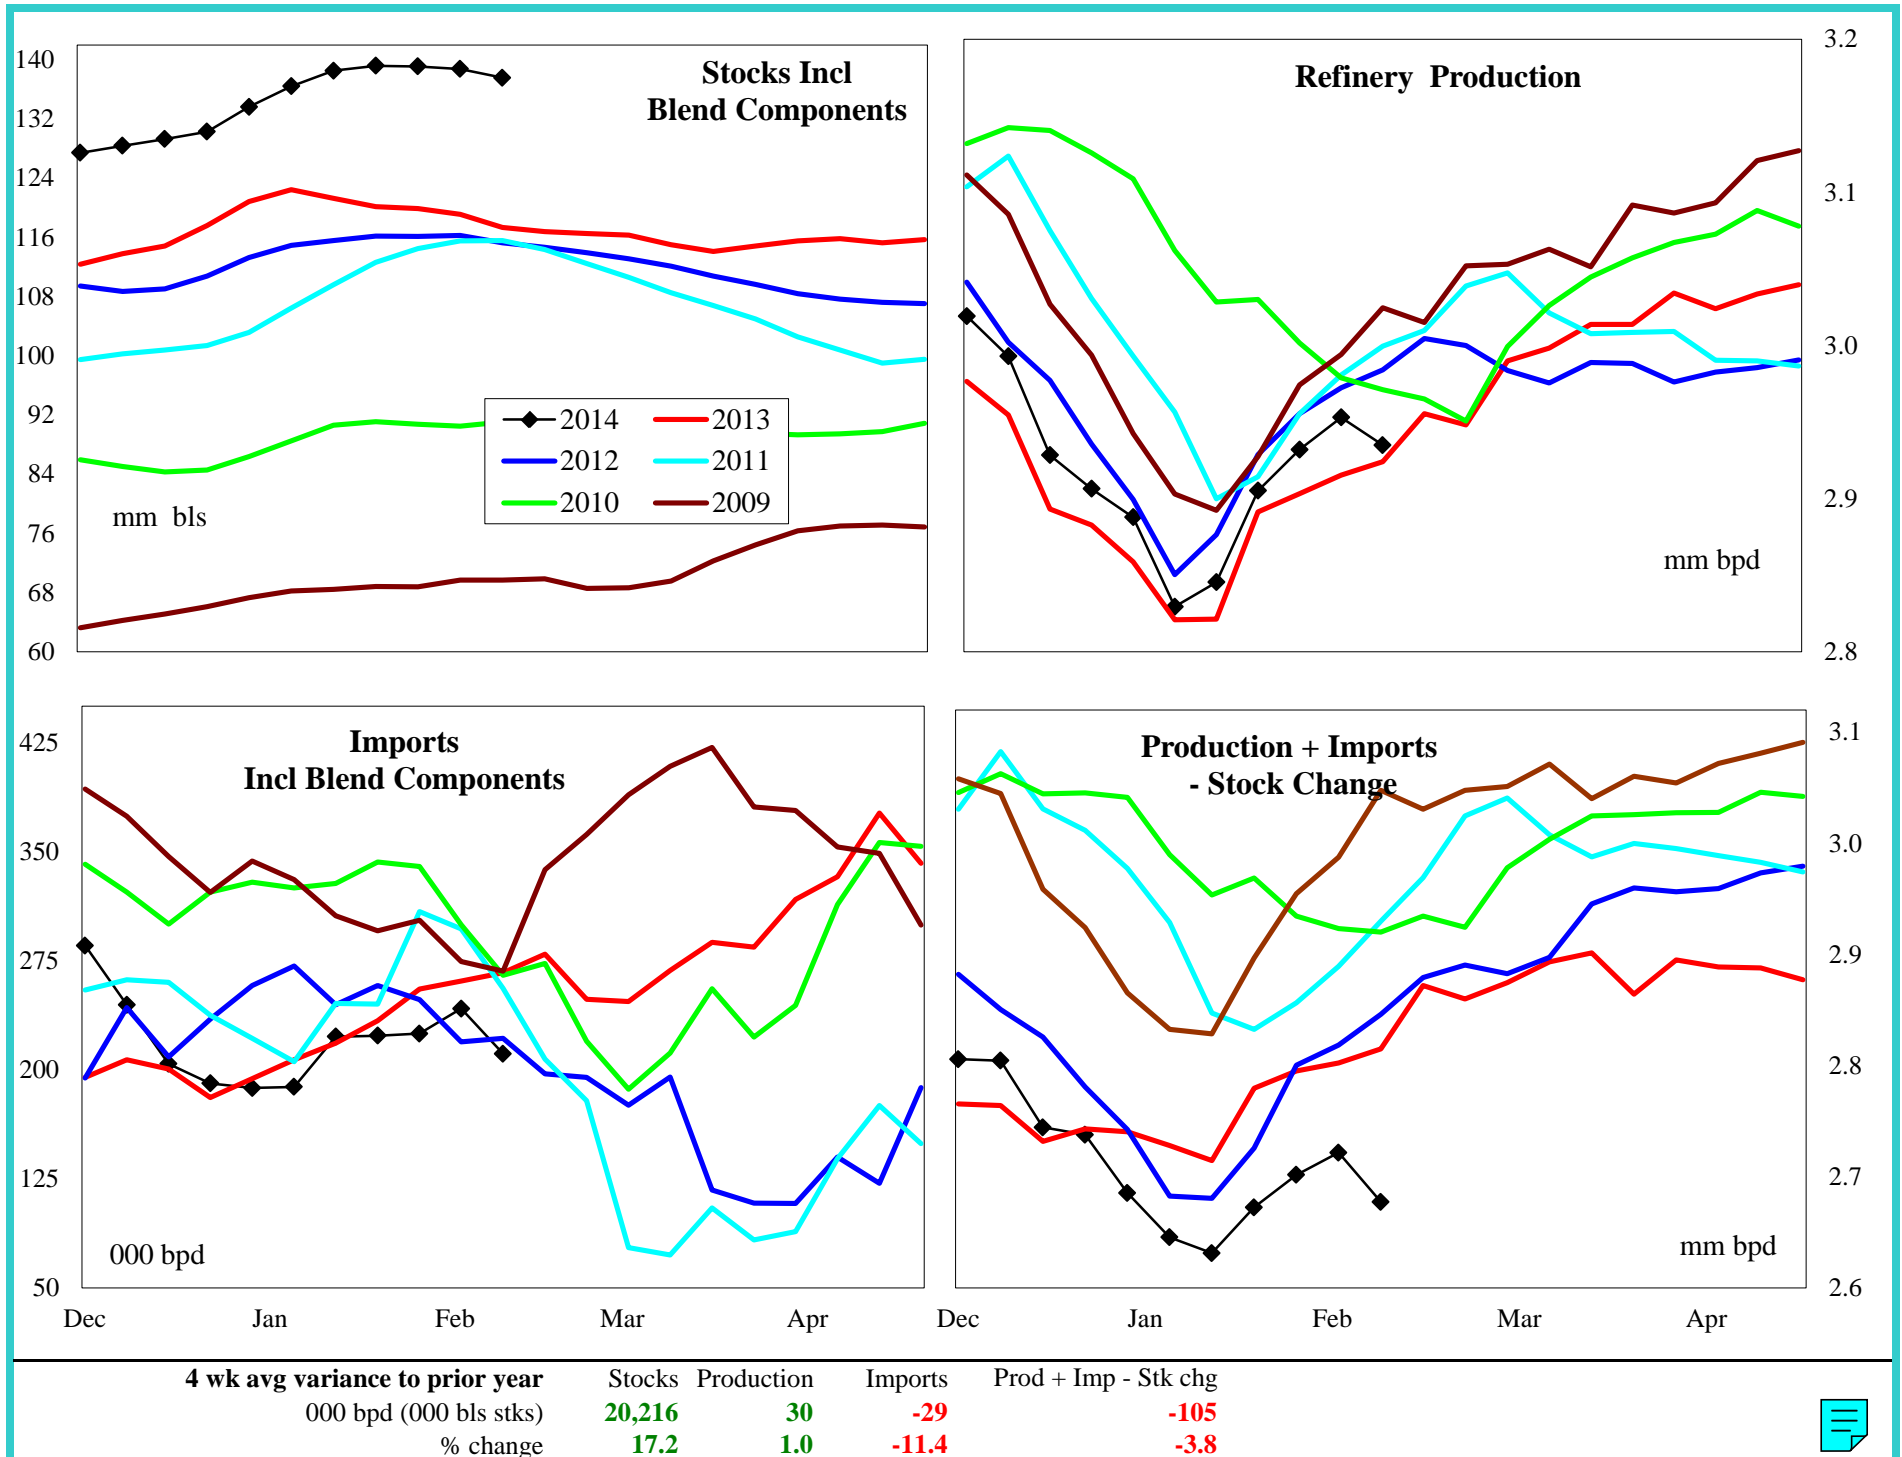 Stocks Incl
Blend Components
140
132
124
116
108
100
92
84
76
68
60
mm bls
2014 2013
2012 2011
2010 2009
Refinery Production
3.2
3.1
3.0
2.9
2.8
mm bpd
Imports
Incl Blend Components
425
350
275
200
125
50
000 bpd
Dec Jan Feb Mar Apr
Production + Imports
- Stock Change
3.1
3.0
2.9
2.8
2.7
2.6
mm bpd
Dec Jan Feb Mar Apr
4 wk avg variance to prior year Stocks Production Imports Prod + Imp - Stk chg
000 bpd (000 bls stks) 20,216 30 -29 -105
% change 17.2 1.0 -11.4 -3.8